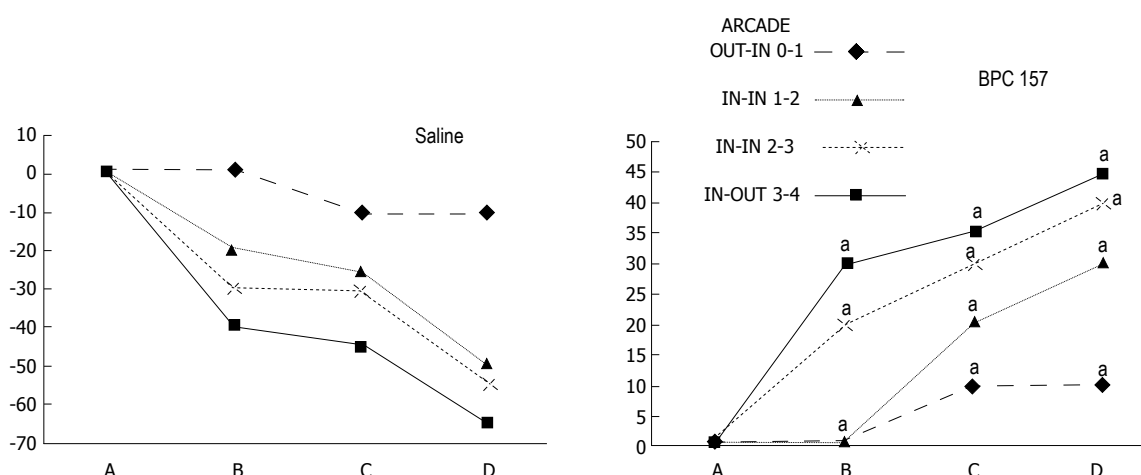 ARCADE
OUT-IN 0-1
IN-IN 1-2
IN-IN 2-3
IN-OUT 3-4
Saline
10
0
-10
-20
-30
-40
-50
-60
-70
A B C D
BPC 157
50
45
40
35
30
25
20
15
10
5
0
a
a
a
a
a
a
a
a
a
a
a
A B C D